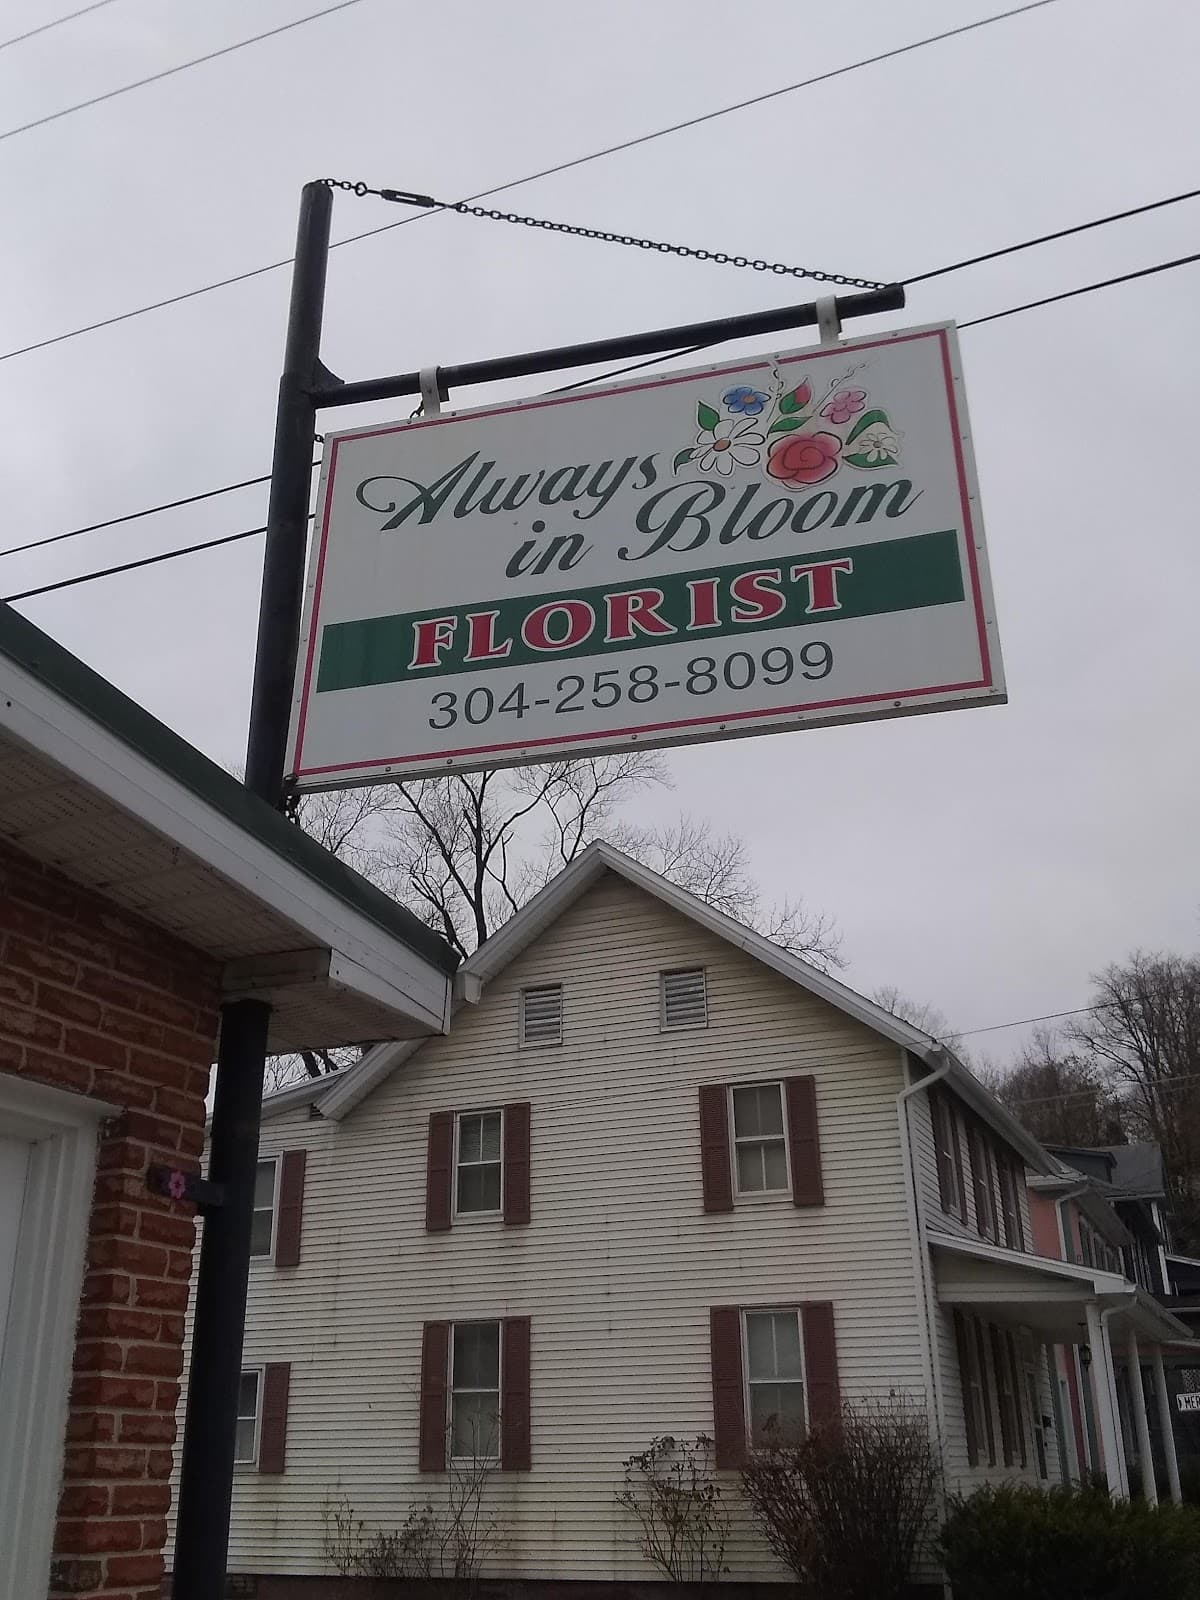 Always
in Bloom
FLORIST
304-258-8099